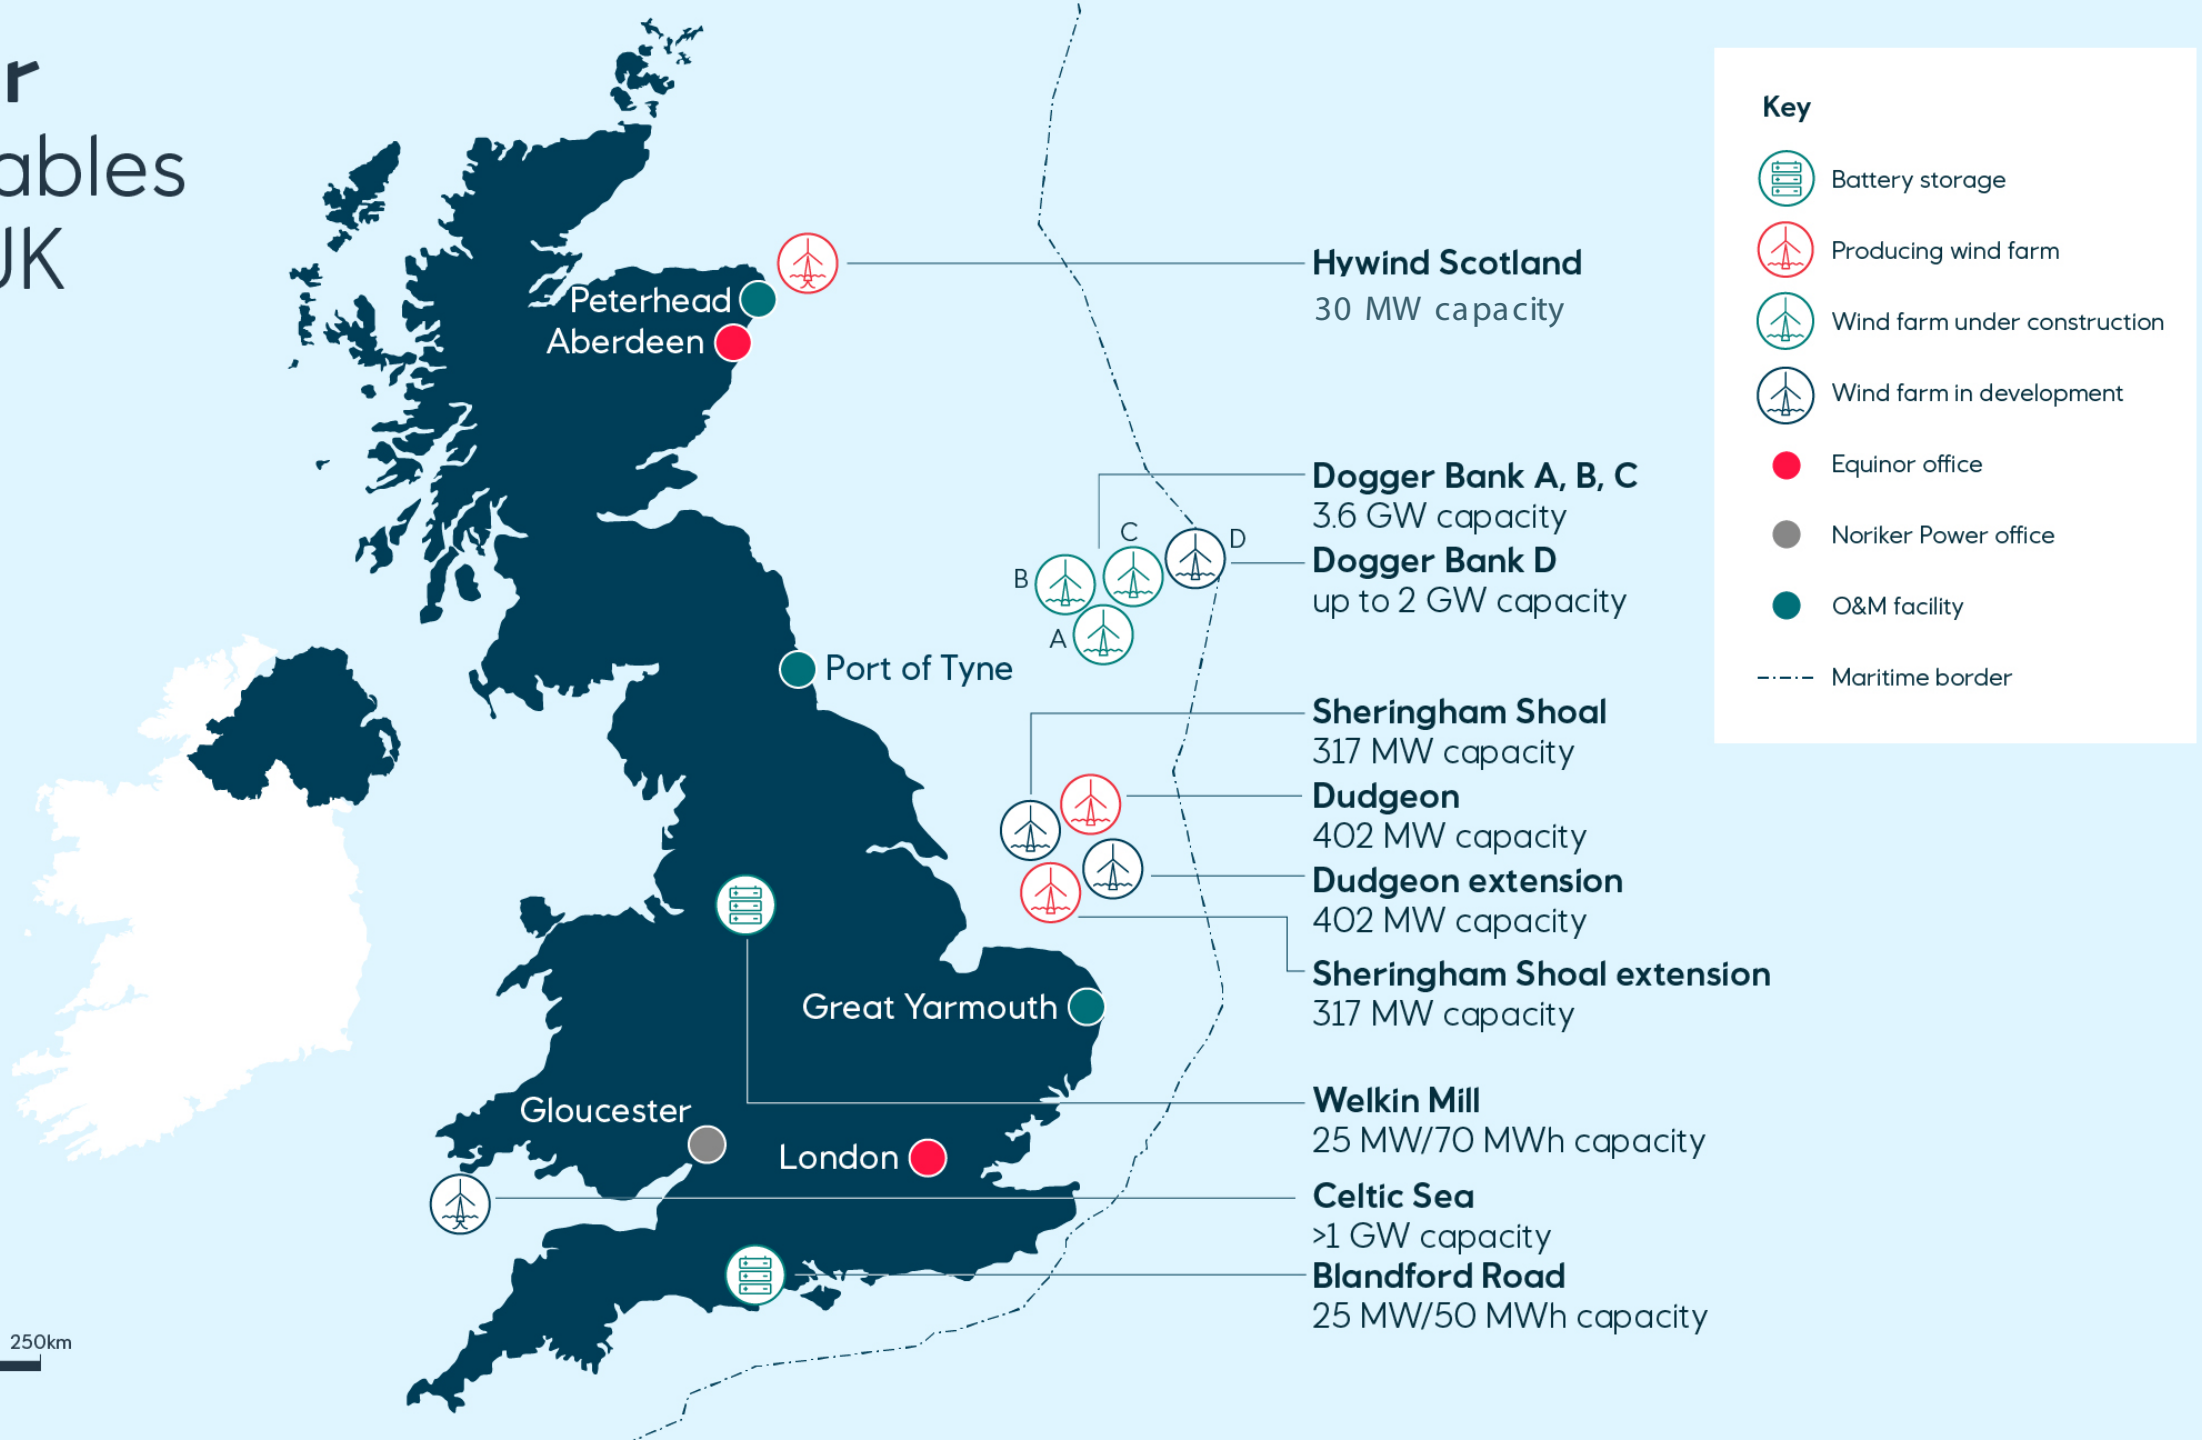 r
ables
UK
Peterhead
Aberdeen
Port of Tyne
Great Yarmouth
Gloucester
London
B
C
D
A
Hywind Scotland
30 MW capacity
Dogger Bank A, B, C
3.6 GW capacity
Dogger Bank D
up to 2 GW capacity
Sheringham Shoal
317 MW capacity
Dudgeon
402 MW capacity
Dudgeon extension
402 MW capacity
Sheringham Shoal extension
317 MW capacity
Welkin Mill
25 MW/70 MWh capacity
Celtic Sea
>1 GW capacity
Blandford Road
25 MW/50 MWh capacity
Key
Battery storage
Producing wind farm
Wind farm under construction
Wind farm in development
Equinor office
Noriker Power office
O&M facility
Maritime border
250km